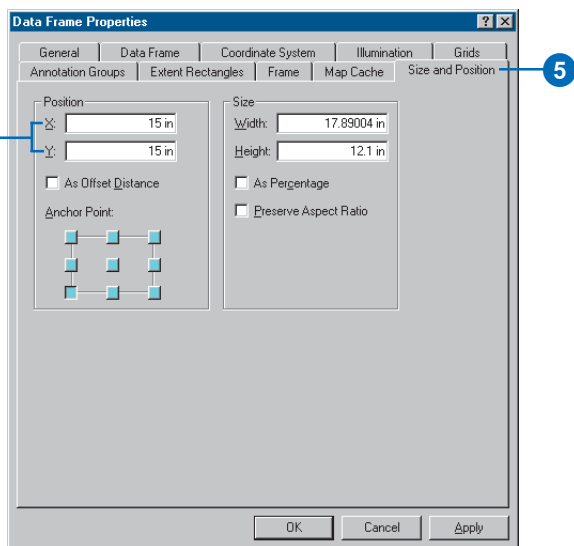 Data Frame Properties
General Data Frame Coordinate System Illumination Grids
Annotation Groups Extent Rectangles Frame Map Cache Size and Position
5
Position
X: 15 in
Y: 15 in
As Offset Distance
Anchor Point:
Size
Width: 17.89004 in
Height: 12.1 in
As Percentage
Preserve Aspect Ratio
OK Cancel Apply